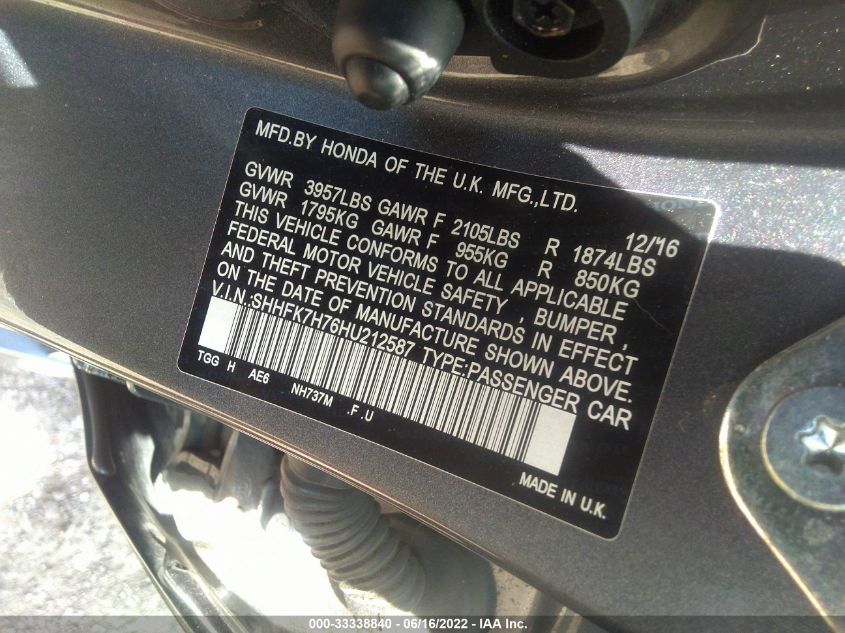 MFD.BY HONDA OF THE U.K. MFG.,LTD.
12/'16
GVWR 3957LBS GAWR F 2105LBS R 1874LBS
GVWR 1795KG GAWR F 955KG R 850KG
THIS VEHICLE CONFORMS TO ALL APPLICABLE
FEDERAL MOTOR VEHICLE SAFETY , BUMPER ,
AND THEFT PREVENTION STANDARDS IN EFFECT
ON THE DATE OF MANUFACTURE SHOWN ABOVE.
V.I.N:SHHFK7H76HU212587 TYPE:PASSENGER CAR
TGG H AE6 NH737M .F.U
MADE IN U.K.
000-33338840 - 06/16/2022 - IAA Inc.